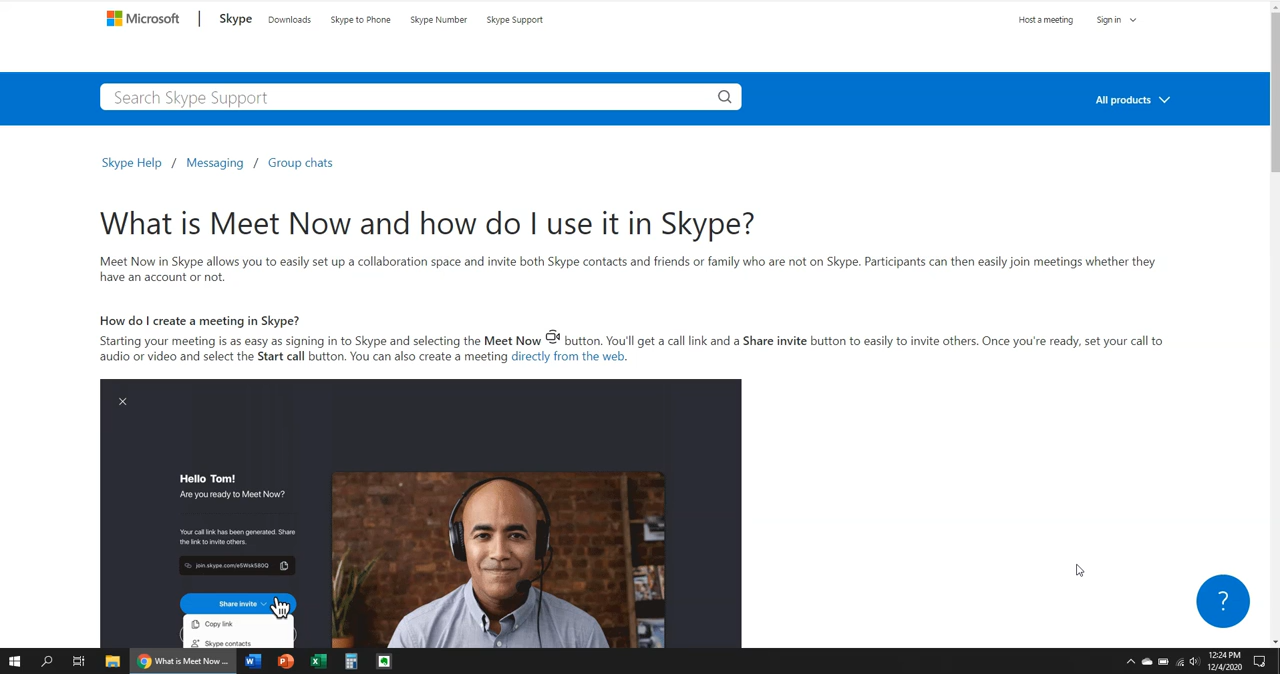 Microsoft | Skype Downloads Skype to Phone Skype Number Skype Support Host a meeting Sign in
Search Skype Support All products
Skype Help / Messaging / Group chats
What is Meet Now and how do I use it in Skype?
Meet Now in Skype allows you to easily set up a collaboration space and invite both Skype contacts and friends or family who are not on Skype. Participants can then easily join meetings whether they
have an account or not.
How do I create a meeting in Skype?
Starting your meeting is as easy as signing in to Skype and selecting the Meet Now button. You'll get a call link and a Share invite button to easily to invite others. Once you're ready, set your call to
audio or video and select the Start call button. You can also create a meeting directly from the web.
Hello Tom!
Are you ready to Meet Now?
Your call link has been generated. Share
the link to invite others.
join.skype.com/e5Wsk580Q
Share invite
Copy link
Skype contacts
?
What is Meet Now ...
12:24 PM
12/4/2020